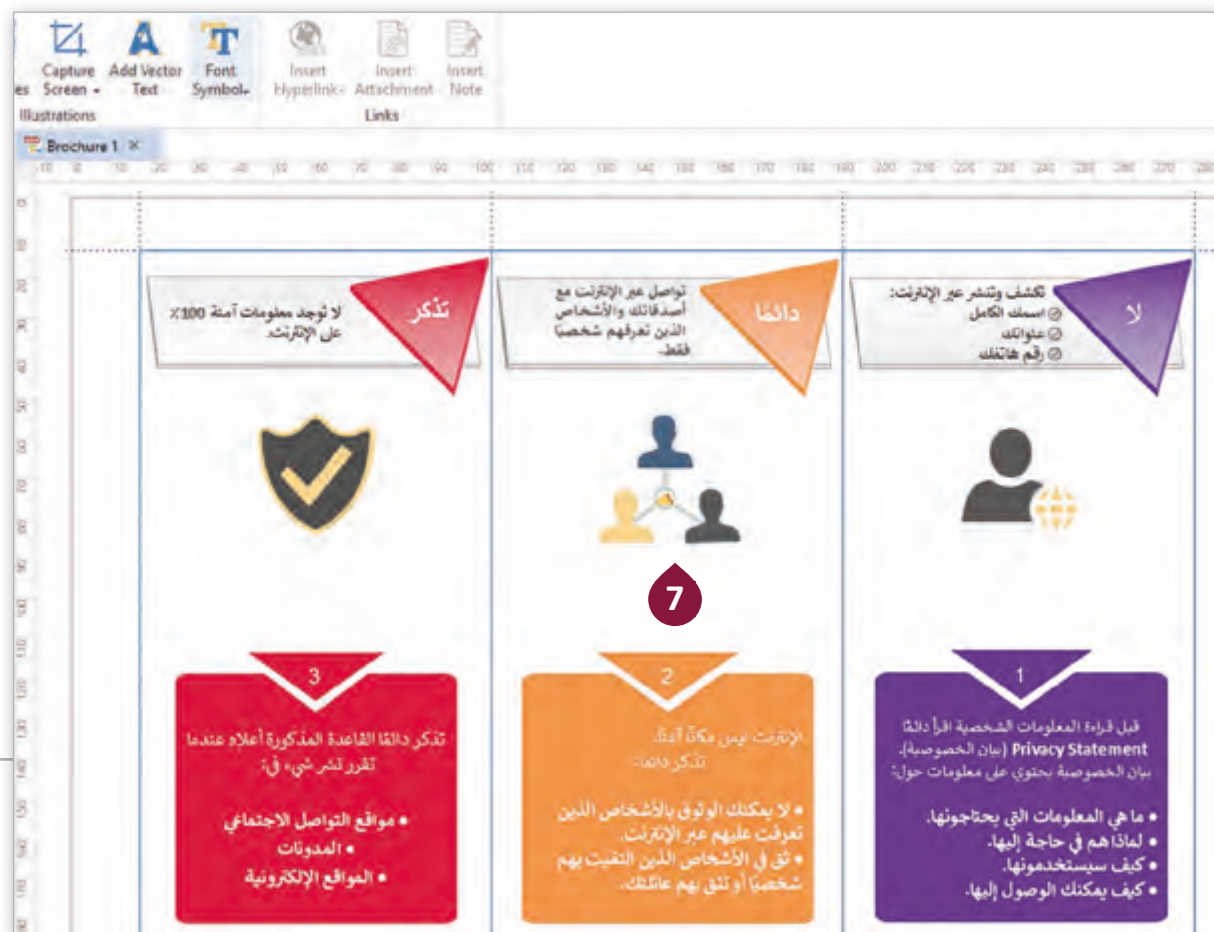 Capture Screen
Add Vector Text
Font Symbol
Insert Hyperlink
Insert Attachment
Insert Note
es
Illustrations
Links
Brochure 1 ×
لا
تكشف وتنشر عبر الإنترنت:
اسمك الكامل
عنوانك
رقم هاتفك
دائمًا
تواصل عبر الإنترنت مع
أصدقائك والأشخاص
الذين تعرفهم شخصيًا
فقط.
تذكر
لا توجد معلومات آمنة 100٪
على الإنترنت.
7
1
قبل قراءة المعلومات الشخصية اقرأ دائمًا
Privacy Statement (بيان الخصوصية).
بيان الخصوصية يحتوي على معلومات حول:
• ما هي المعلومات التي يحتاجونها.
• لماذا هم في حاجة إليها.
• كيف سيستخدمونها.
• كيف يمكنك الوصول إليها.
2
الإنترنت ليس مكانًا آمنًا.
تذكر دائما:
• لا يمكنك الوثوق بالأشخاص الذين
تعرفت عليهم عبر الإنترنت.
• ثق في الأشخاص الذين التقيت بهم
شخصيًا أو تثق بهم عائلتك.
3
تذكر دائمًا القاعدة المذكورة أعلاه عندما
تقرر نشر شيء في:
• مواقع التواصل الاجتماعي
• المدونات
• المواقع الإلكترونية